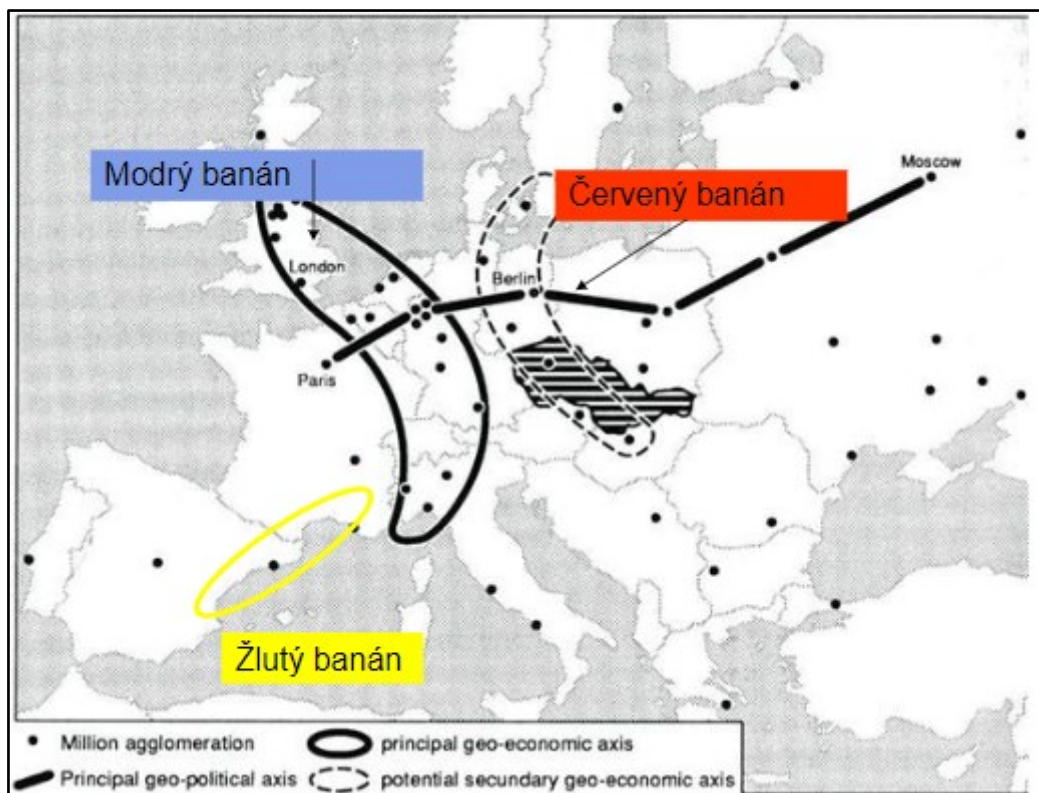 Modrý banán
Moscow
Červený banán
London
Berlin
Paris
Žlutý banán
Million agglomeration
principal geo-economic axis
Principal geo-political axis
potential secundary geo-economic axis